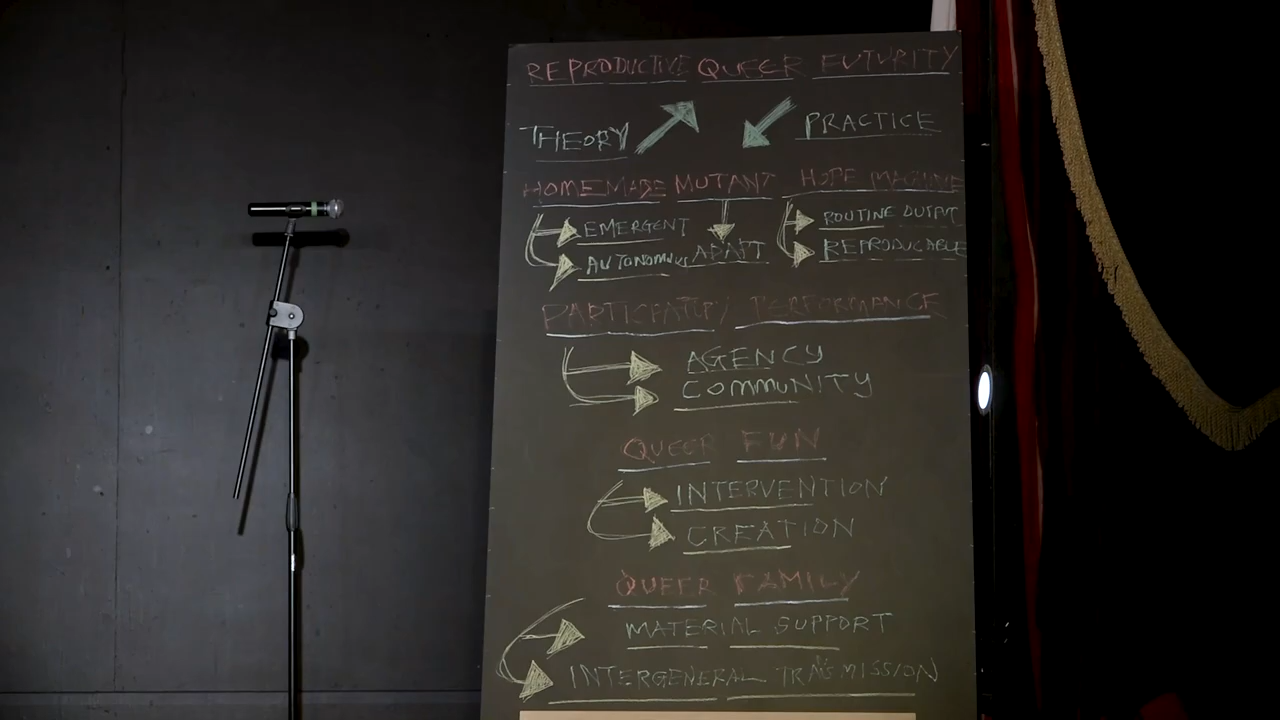 REPRODUCTIVE QUEER FUTURITY
THEORY PRACTICE
HOMEMADE MUTANT HOPE MACHINE
EMERGENT ROUTINE OUTPUT
AUTONOMOUS ADAPT REPRODUCABLE
PARTICIPATORY PERFORMANCE
AGENCY
COMMUNITY
QUEER FUN
INTERVENTION
CREATION
QUEER FAMILY
MATERIAL SUPPORT
INTERGENERAL TRANSMISSION